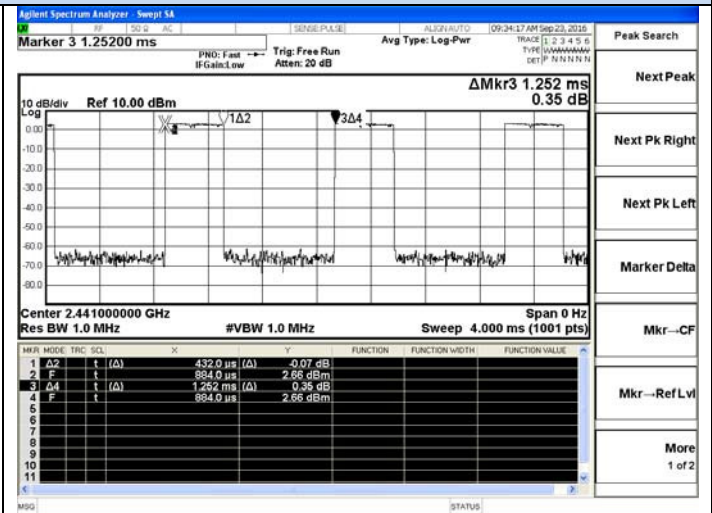 Agilent Spectrum Analyzer - Swept SA
RF 50 Ω AC SENSE:PULSE ALIGN AUTO 09:34:17 AM Sep 23, 2016
Marker 3 1.25200 ms
PNO: Fast Trig: Free Run
IFGain:Low Atten: 20 dB
Avg Type: Log-Pwr
TRACE 1 2 3 4 5 6
TYPE
DET P N N N N N
Peak Search
ΔMkr3 1.252 ms
0.35 dB
10 dB/div Ref 10.00 dBm
Log
1Δ2 3Δ4
0.00
-10.0
-20.0
-30.0
-40.0
-50.0
-60.0
-70.0
-80.0
Center 2.441000000 GHz Span 0 Hz
Res BW 1.0 MHz #VBW 1.0 MHz Sweep 4.000 ms (1001 pts)
MKR MODE TRC SCL X Y FUNCTION FUNCTION WIDTH FUNCTION VALUE
1 Δ2 t (Δ) 432.0 µs (Δ) -0.07 dB
2 F t 884.0 µs 2.66 dBm
3 Δ4 t (Δ) 1.252 ms (Δ) 0.35 dB
4 F t 884.0 µs 2.66 dBm
5
6
7
8
9
10
11
MSG STATUS
Next Peak
Next Pk Right
Next Pk Left
Marker Delta
Mkr→CF
Mkr→Ref Lvl
More
1 of 2